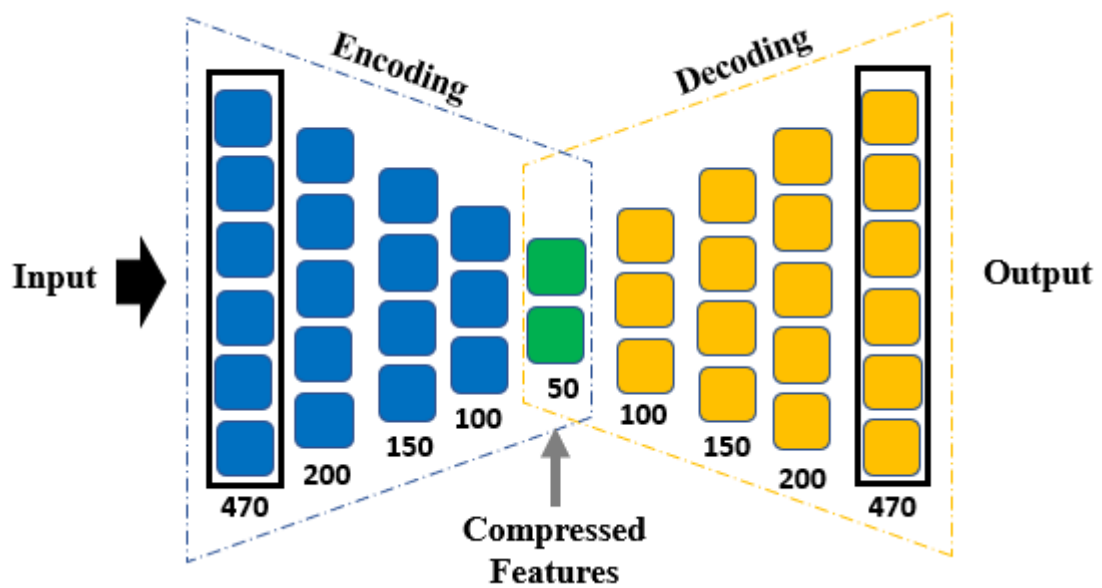 Encoding
Decoding
Input
Output
470
200
150
100
50
100
150
200
470
Compressed
Features